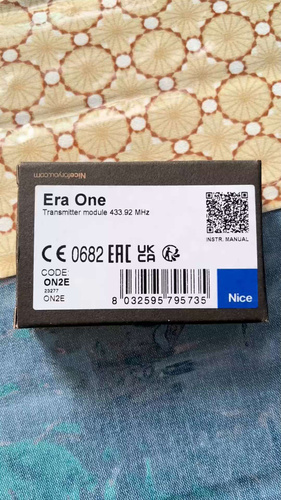 Niceforyou.com
Era One
Transmitter module 433.92 MHz
INSTR. MANUAL
CE 0682 EAC UK CA
CODE:
ON2E
23277
ON2E
8 032595 795735
Nice